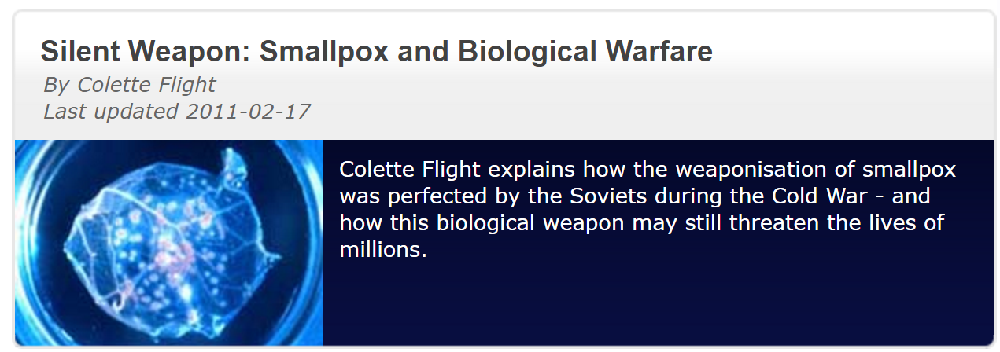 Silent Weapon: Smallpox and Biological Warfare
By Colette Flight
Last updated 2011-02-17
Colette Flight explains how the weaponisation of smallpox
was perfected by the Soviets during the Cold War - and
how this biological weapon may still threaten the lives of
millions.